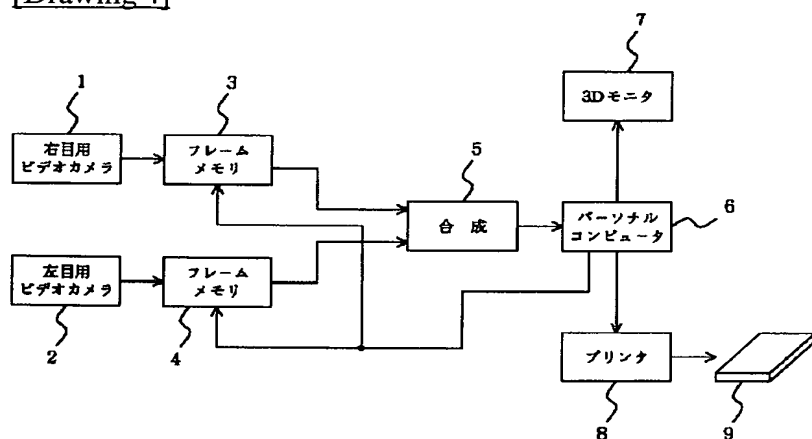 7
3Dモニタ
1
右目用
ビデオカメラ
3
フレーム
メモリ
5
合 成
パーソナル
コンピュータ
6
左目用
ビデオカメラ
2
フレーム
メモリ
4
プリンタ
8
9